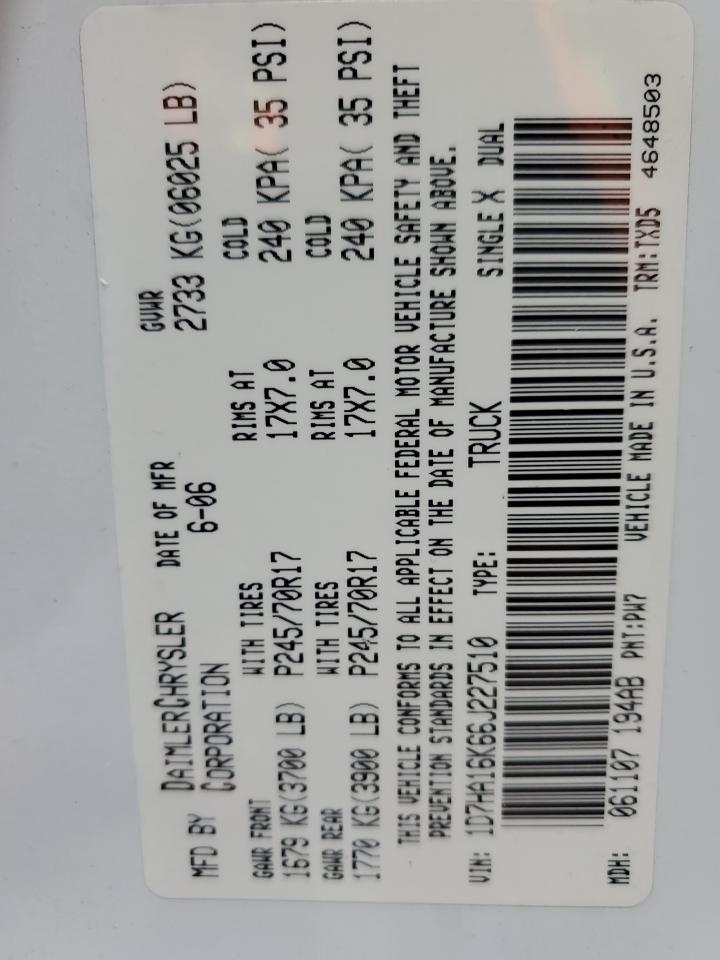 MFD BY DAIMLERCHRYSLER DATE OF MFR GVWR
CORPORATION 6-06 2733 KG(06025 LB)
GAWR FRONT WITH TIRES RIMS AT COLD
1679 KG(3700 LB) P245/70R17 17X7.0 240 KPA( 35 PSI)
GAWR REAR WITH TIRES RIMS AT COLD
1770 KG(3900 LB) P245/70R17 17X7.0 240 KPA( 35 PSI)
THIS VEHICLE CONFORMS TO ALL APPLICABLE FEDERAL MOTOR VEHICLE SAFETY AND THEFT
PREVENTION STANDARDS IN EFFECT ON THE DATE OF MANUFACTURE SHOWN ABOVE.
VIN: 1D7HA16K66J227510 TYPE: TRUCK SINGLE X DUAL
MDH: 061107 194AB PNT:PW7 VEHICLE MADE IN U.S.A. TRM:TXD5 4648503